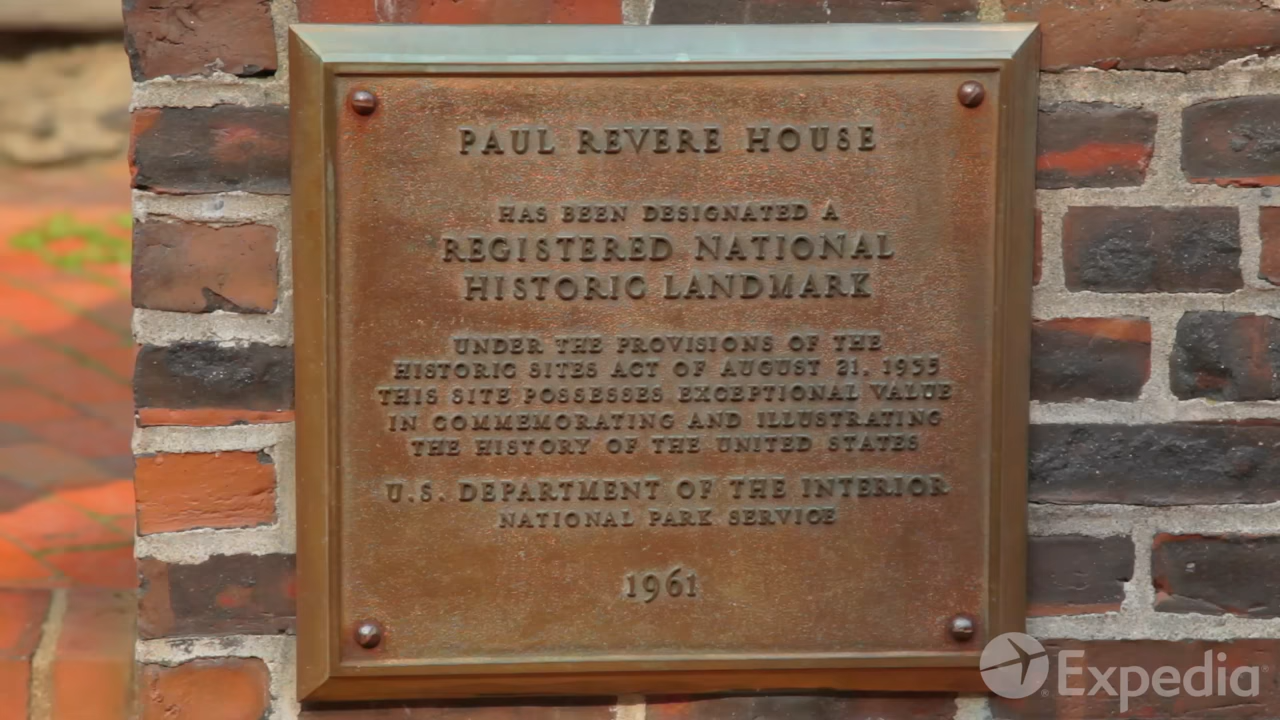 PAUL REVERE HOUSE
HAS BEEN DESIGNATED A
REGISTERED NATIONAL
HISTORIC LANDMARK
UNDER THE PROVISIONS OF THE
HISTORIC SITES ACT OF AUGUST 21, 1935
THIS SITE POSSESSES EXCEPTIONAL VALUE
IN COMMEMORATING AND ILLUSTRATING
THE HISTORY OF THE UNITED STATES
U.S. DEPARTMENT OF THE INTERIOR
NATIONAL PARK SERVICE
1961
® Expedia®